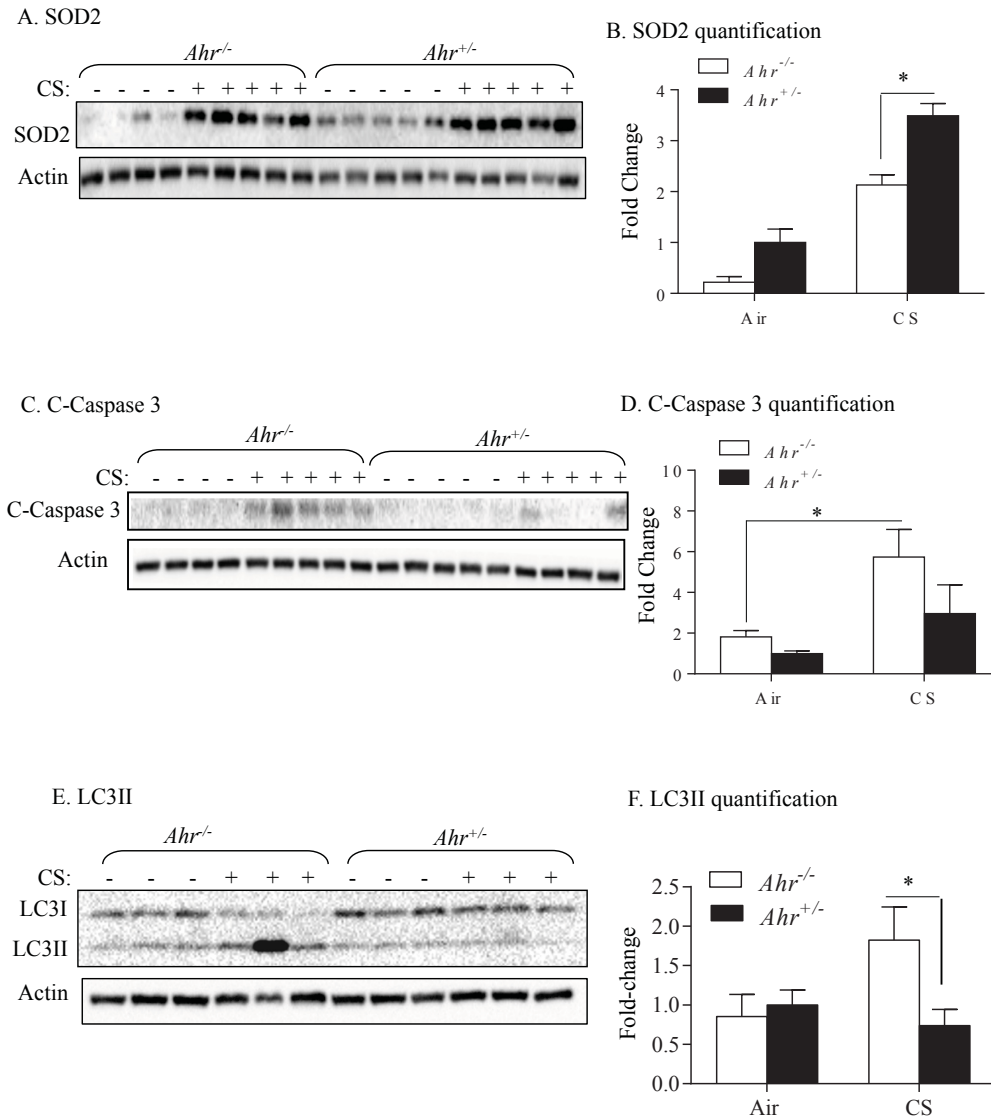 A. SOD2
Ahr-/- Ahr+/-
CS: - - - - + + + + + - - - - - + + + + +
SOD2
Actin
B. SOD2 quantification
Ahr-/-
Ahr+/-
*
4
3
2
1
0
Fold Change
Air CS
C. C-Caspase 3
Ahr-/- Ahr+/-
CS: - - - - + + + + + - - - - - + + + + +
C-Caspase 3
Actin
D. C-Caspase 3 quantification
Ahr-/-
Ahr+/-
*
10
8
6
4
2
0
Fold Change
Air CS
E. LC3II
Ahr-/- Ahr+/-
CS: - - - + + + - - - + + +
LC3I
LC3II
Actin
F. LC3II quantification
Ahr-/-
Ahr+/-
*
2.5
2.0
1.5
1.0
0.5
0.0
Fold-change
Air CS